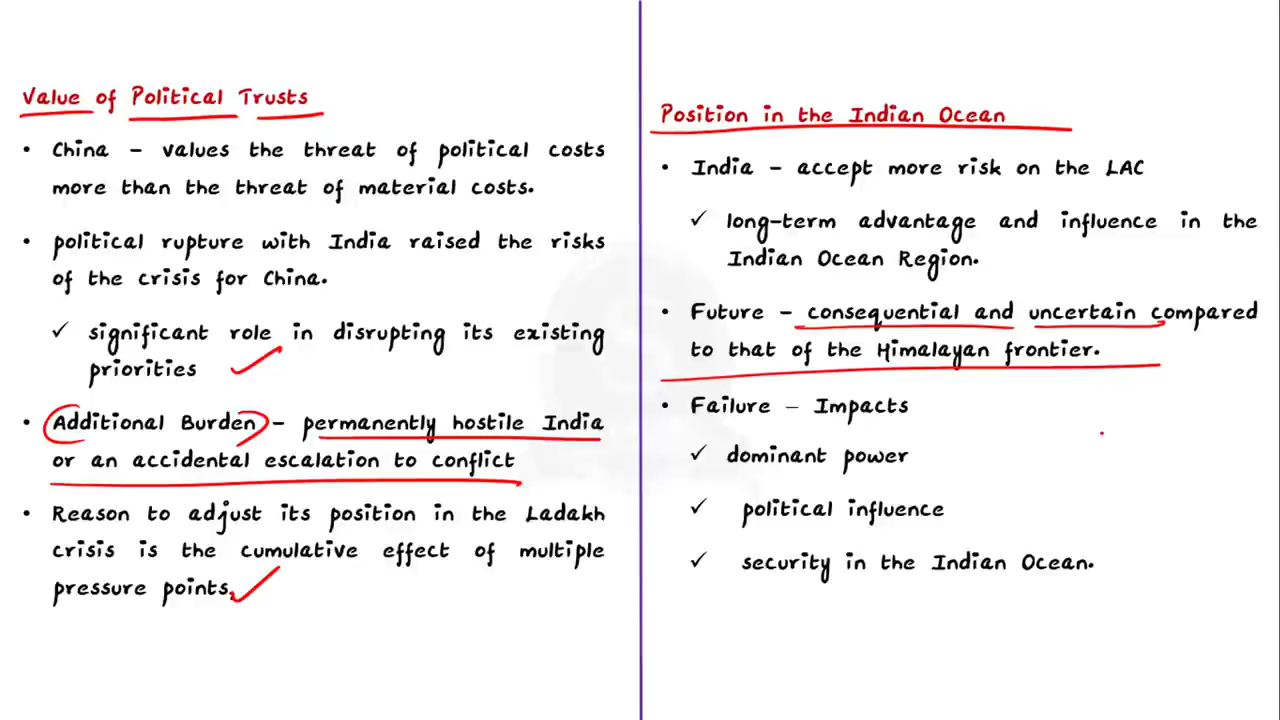 Value of Political Trusts
• China – values the threat of political costs
more than the threat of material costs.
• political rupture with India raised the risks
of the crisis for China.
✓ significant role in disrupting its existing
priorities
• Additional Burden – permanently hostile India
or an accidental escalation to conflict
• Reason to adjust its position in the Ladakh
crisis is the cumulative effect of multiple
pressure points.
Position in the Indian Ocean
• India – accept more risk on the LAC
✓ long-term advantage and influence in the
Indian Ocean Region.
• Future – consequential and uncertain compared
to that of the Himalayan frontier.
• Failure – Impacts
✓ dominant power
✓ political influence
✓ security in the Indian Ocean.